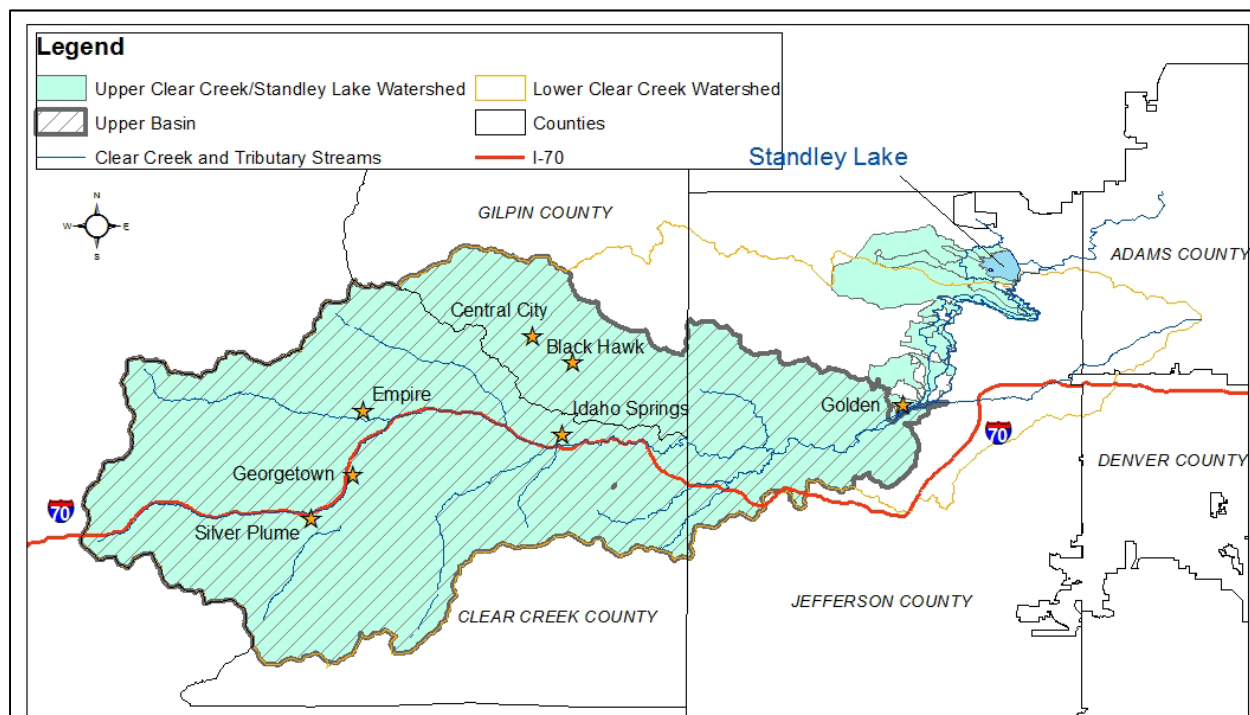 Legend
Upper Clear Creek/Standley Lake Watershed
Lower Clear Creek Watershed
Upper Basin
Counties
Clear Creek and Tributary Streams
I-70
Standley Lake
N
W
E
S
GILPIN COUNTY
ADAMS COUNTY
Central City
Black Hawk
Empire
Idaho Springs
Golden
70
Georgetown
DENVER COUNTY
70
Silver Plume
JEFFERSON COUNTY
CLEAR CREEK COUNTY